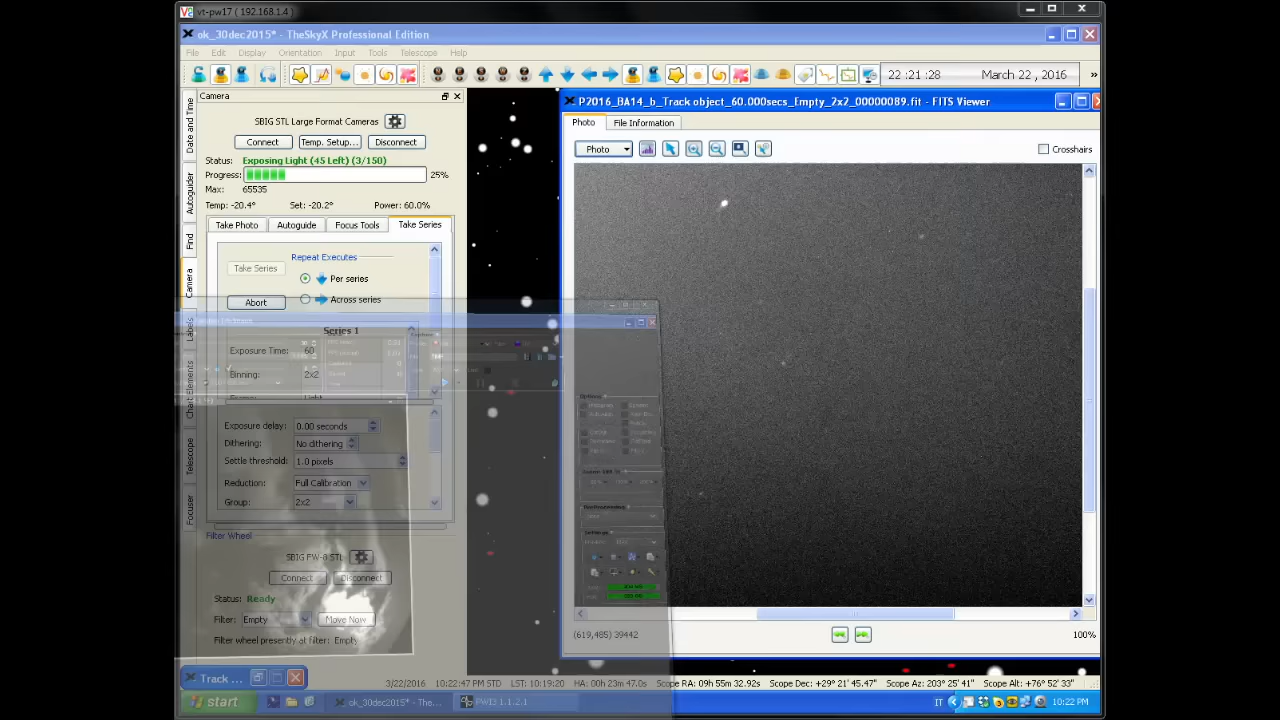 vt-pw17 ( 192.168.1.4 )
ok_30dec2015* - TheSkyX Professional Edition
File Edit Display Orientation Input Tools Telescope Help
22:21:28 March 22 , 2016 »
Camera
Date and Time
Autoguider
Find
Camera
Labels
Chart Elements
Telescope
Focuser
SBIG STL Large Format Cameras
Connect Temp. Setup... Disconnect
Status: Exposing Light (45 Left) (3/150)
Progress: 25%
Max: 65535
Temp: -20.4° Set: -20.2° Power: 60.0%
Take Photo Autoguide Focus Tools Take Series
Repeat Executes
Take Series Per series
Abort Across series
Series 1
Exposure Time: 60
Binning: 2x2
Exposure delay: 0.00 seconds
Dithering: No dithering
Settle threshold: 1.0 pixels
Reduction: Full Calibration
Group: 2x2
Filter Wheel
SBIG FW-8 STL
Connect Disconnect
Status: Ready
Filter: Empty Move Now
Filter wheel presently at filter: Empty
P2016_BA14_b_Track object_60.000secs_Empty_2x2_00000089.fit - FITS Viewer
Photo File Information
Photo Crosshairs
(619,485) 39442 100%
Track ...
3/22/2016 10:22:47 PM STD LST: 10:19:20 HA: 00h 23m 47.0s Scope RA: 09h 55m 32.92s Scope Dec: +29° 21' 45.47" Scope Az: 203° 25' 41" Scope Alt: +76° 52' 33"
start ok_30dec2015* - The... PWI3 1.1.2.1 IT 10:22 PM